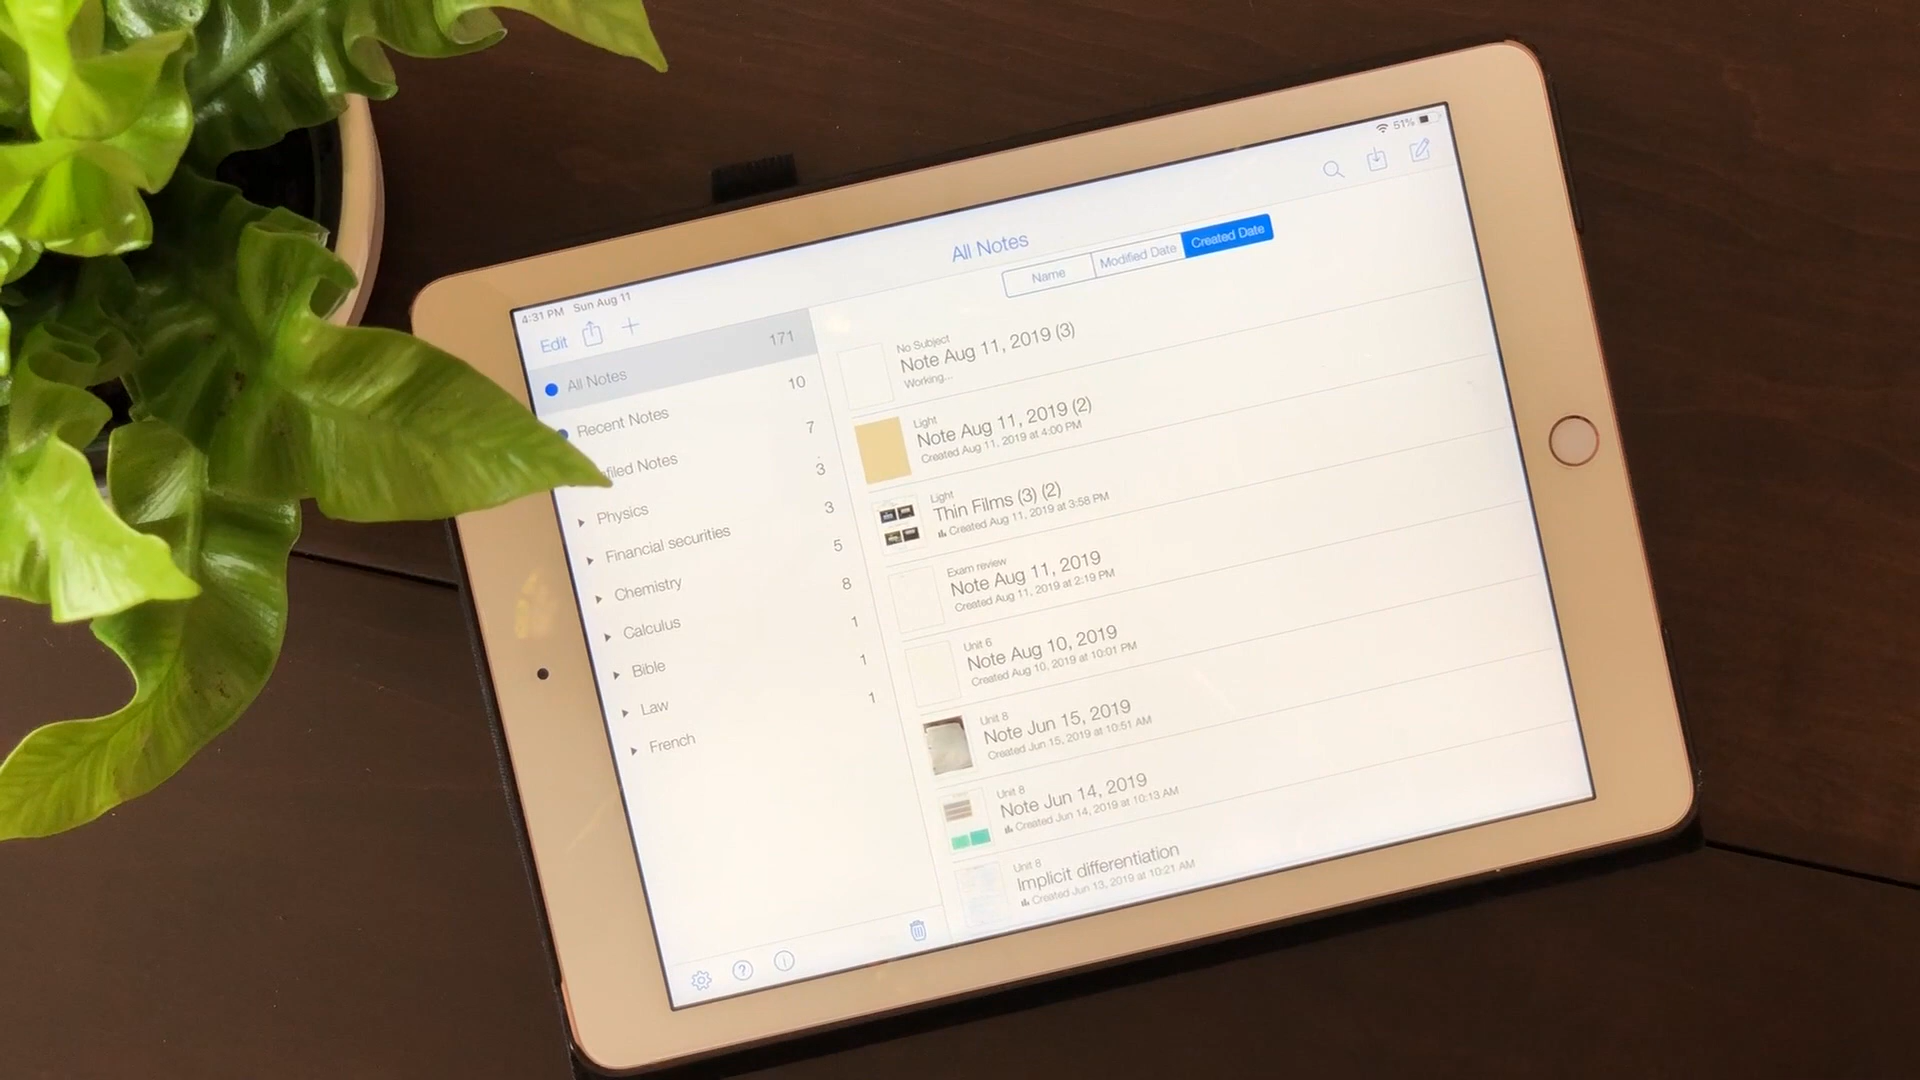 4:31 PM Sun Aug 11
51%
Edit
All Notes
Name
Modified Date
Created Date
All Notes 171
Recent Notes 10
filed Notes 7
Physics 3
Financial securities 3
Chemistry 5
Calculus 8
Bible 1
Law 1
French 1
No Subject
Note Aug 11, 2019 (3)
Working...
Light
Note Aug 11, 2019 (2)
Created Aug 11, 2019 at 4:00 PM
Light
Thin Films (3) (2)
Created Aug 11, 2019 at 3:58 PM
Exam review
Note Aug 11, 2019
Created Aug 11, 2019 at 2:19 PM
Unit 6
Note Aug 10, 2019
Created Aug 10, 2019 at 10:01 PM
Unit 8
Note Jun 15, 2019
Created Jun 15, 2019 at 10:51 AM
Unit 8
Note Jun 14, 2019
Created Jun 14, 2019 at 10:13 AM
Unit 8
Implicit differentiation
Created Jun 13, 2019 at 10:21 AM